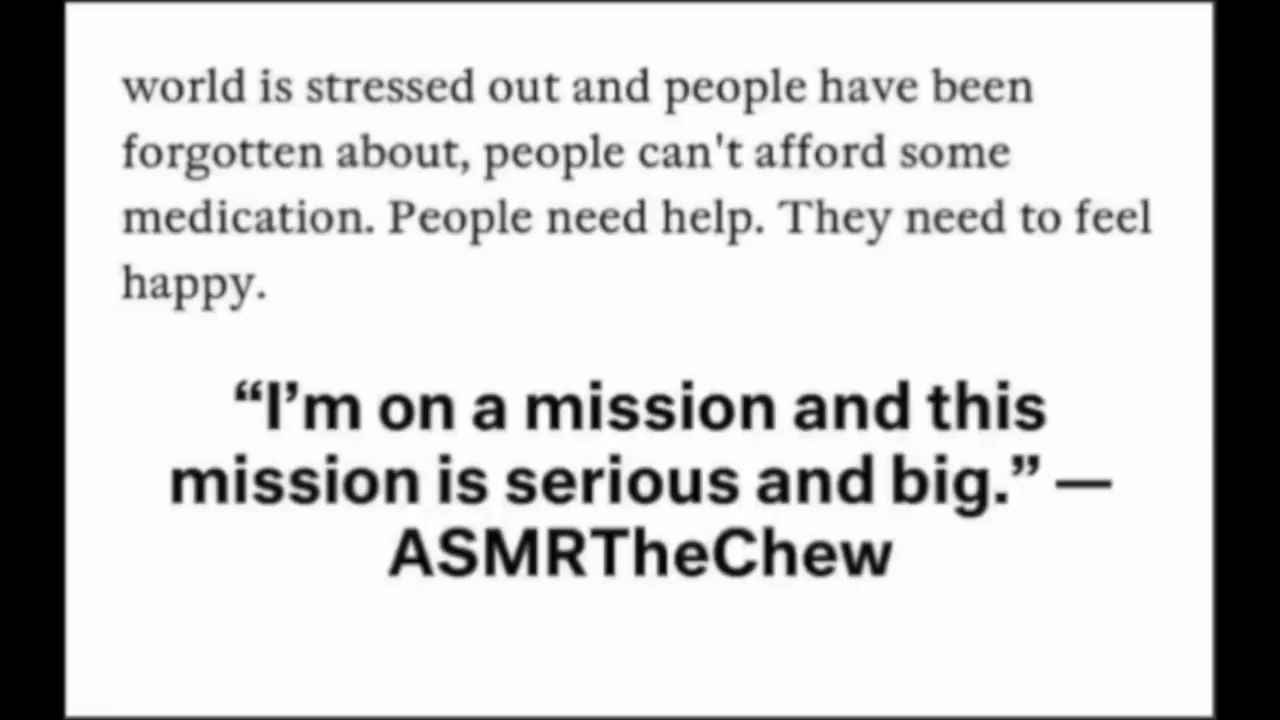 world is stressed out and people have been
forgotten about, people can't afford some
medication. People need help. They need to feel
happy.
“I’m on a mission and this
mission is serious and big.” —
ASMRTheChew